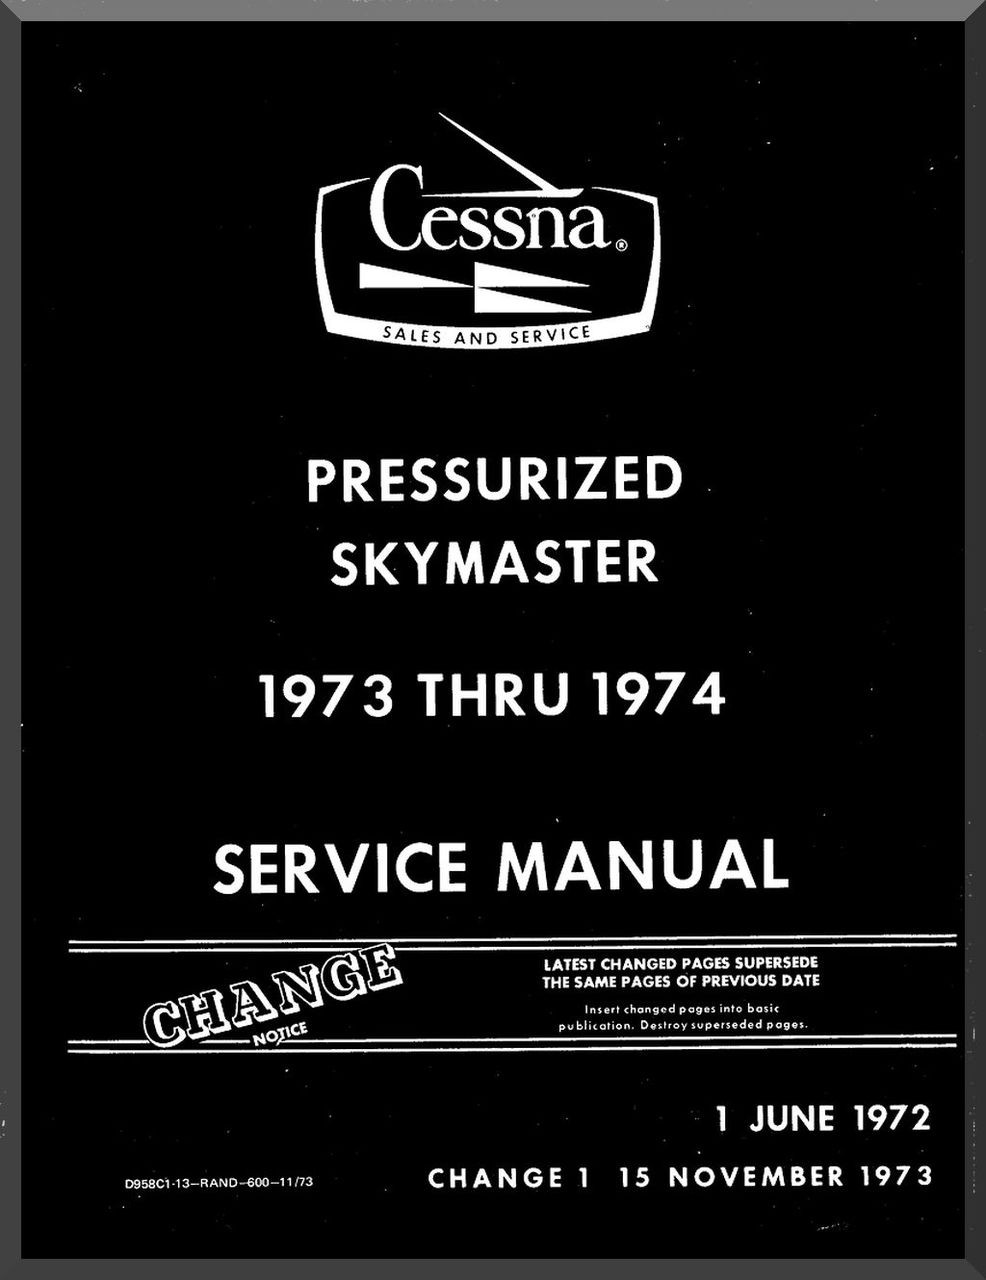 Cessna®
SALES AND SERVICE
PRESSURIZED
SKYMASTER
1973 THRU 1974
SERVICE MANUAL
CHANGE
NOTICE
LATEST CHANGED PAGES SUPERSEDE
THE SAME PAGES OF PREVIOUS DATE
Insert changed pages into basic
publication. Destroy superseded pages.
1 JUNE 1972
D958C1-13—RAND—600—11/73
CHANGE 1 15 NOVEMBER 1973